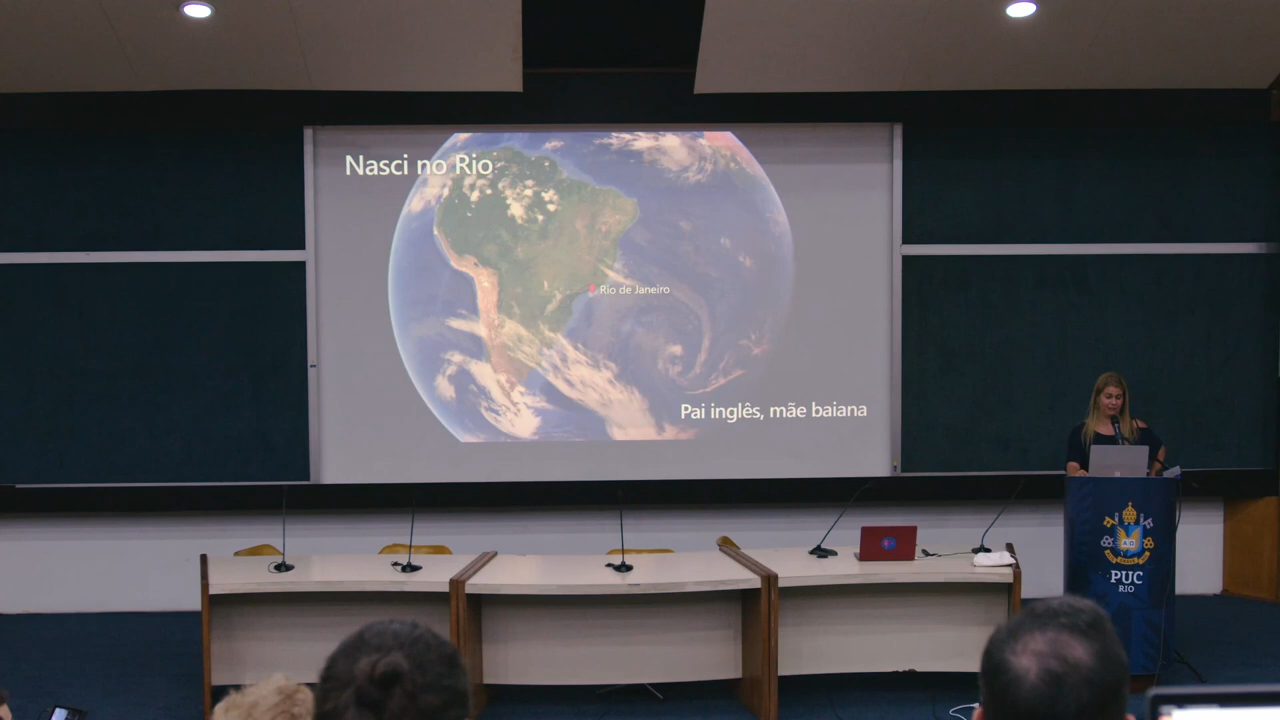 Nasci no Rio
Rio de Janeiro
Pai inglês, mãe baiana
PUC
RIO